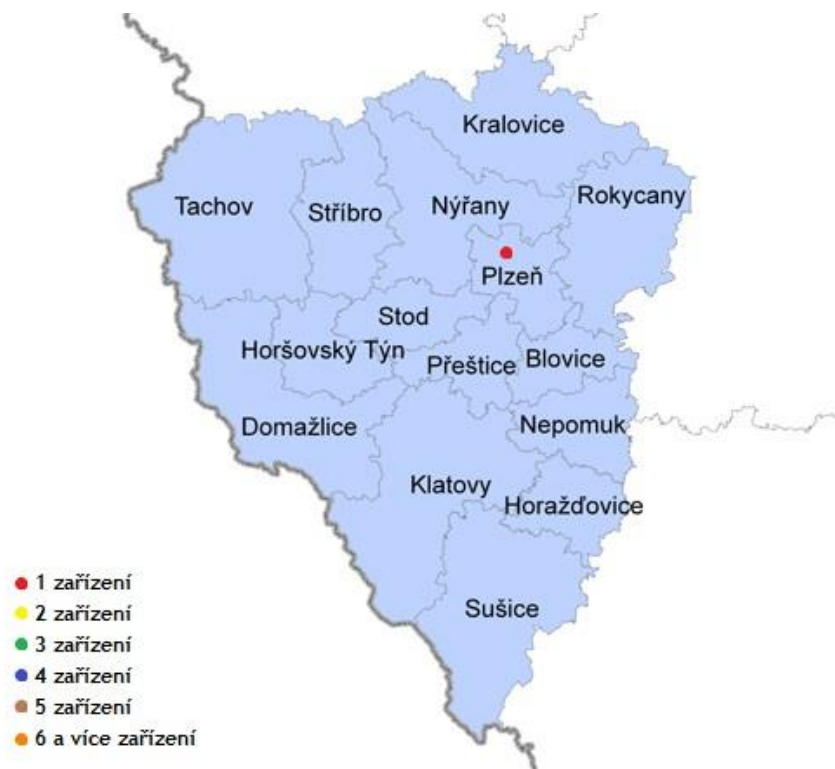 Kralovice
Rokycany
Tachov
Stříbro
Nýřany
Plzeň
Stod
Horšovský Týn
Přeštice
Blovice
Domažlice
Nepomuk
Klatovy
Horažďovice
Sušice
1 zařízení
2 zařízení
3 zařízení
4 zařízení
5 zařízení
6 a více zařízení